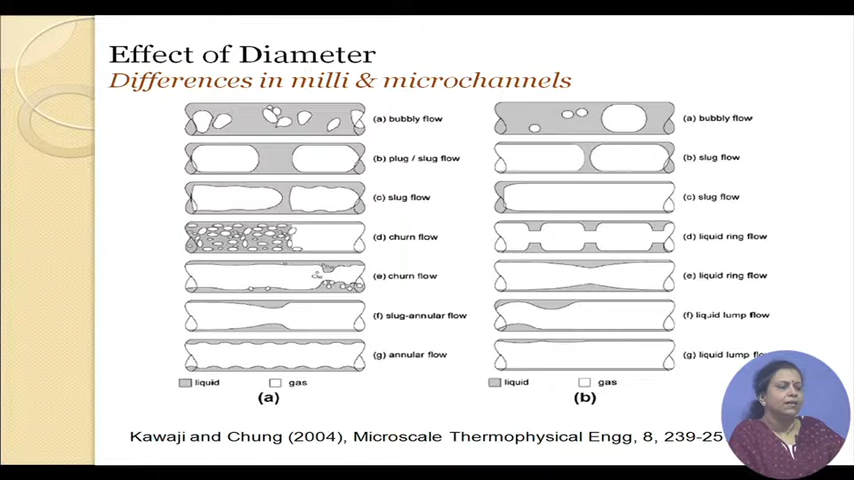 Effect of Diameter
Differences in milli & microchannels
(a) bubbly flow
(b) plug / slug flow
(c) slug flow
(d) churn flow
(e) churn flow
(f) slug-annular flow
(g) annular flow
liquid gas
(a)
(a) bubbly flow
(b) slug flow
(c) slug flow
(d) liquid ring flow
(e) liquid ring flow
(f) liquid lump flow
(g) liquid lump
liquid gas
(b)
Kawaji and Chung (2004), Microscale Thermophysical Engg, 8, 239-25